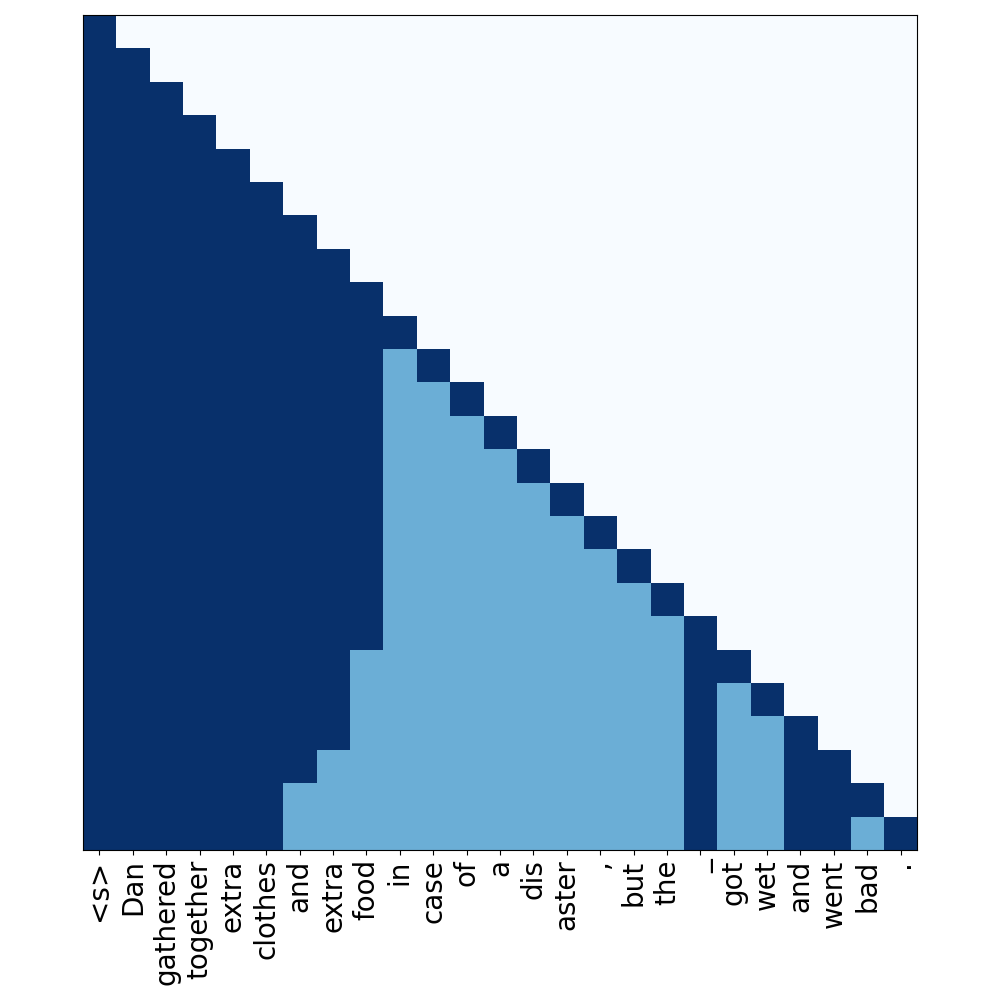 <s> Dan gathered together extra clothes and extra food in case of a dis aster , but the _ got wet and went bad .